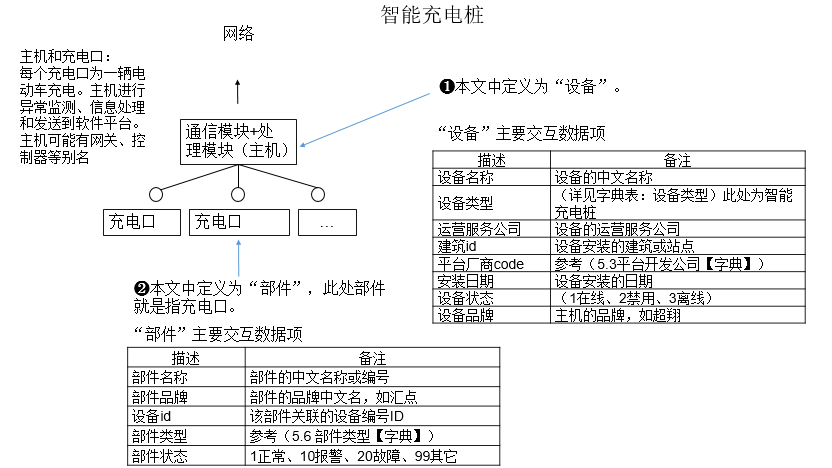 智能充电桩
网络
主机和充电口：
每个充电口为一辆电
动车充电。主机进行
异常监测、信息处理
和发送到软件平台。
主机可能有网关、控
制器等别名
❶本文中定义为“设备”。
通信模块+处
理模块（主机）
充电口
充电口
…
❷本文中定义为“部件”，此处部件
就是指充电口。
“设备”主要交互数据项
描述 备注
设备名称 设备的中文名称
设备类型 （详见字典表：设备类型）此处为智能
充电桩
运营服务公司 设备的运营服务公司
建筑id 设备安装的建筑或站点
平台厂商code 参考（5.3平台开发公司【字典】）
安装日期 设备安装的日期
设备状态 （1在线、2禁用、3离线）
设备品牌 主机的品牌，如超翔
“部件”主要交互数据项
描述 备注
部件名称 部件的中文名称或编号
部件品牌 部件的品牌中文名，如汇点
设备id 该部件关联的设备编号ID
部件类型 参考（5.6 部件类型【字典】）
部件状态 1正常、10报警、20故障、99其它